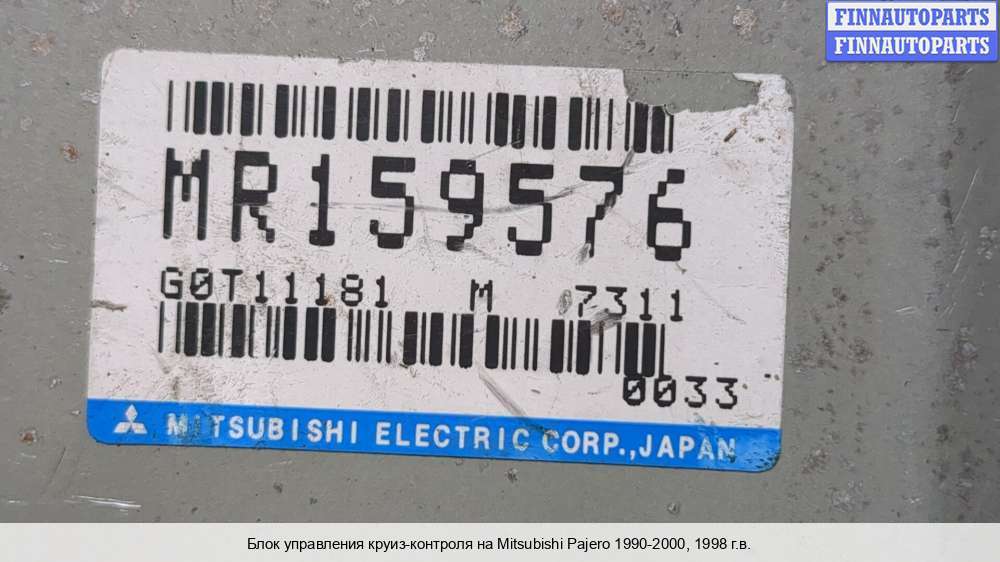 FINNAUTOPARTS
FINNAUTOPARTS
MR159576
G0T11181 M 7311
0033
MITSUBISHI ELECTRIC CORP.,JAPAN
Блок управления круиз-контроля на Mitsubishi Pajero 1990-2000, 1998 г.в.